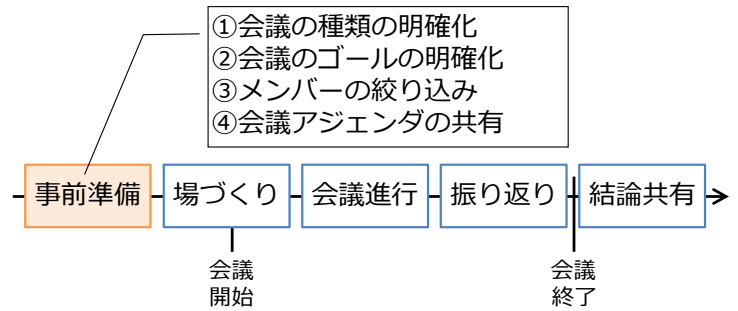 ①会議の種類の明確化
②会議のゴールの明確化
③メンバーの絞り込み
④会議アジェンダの共有
事前準備
場づくり
会議進行
振り返り
結論共有
会議
開始
会議
終了